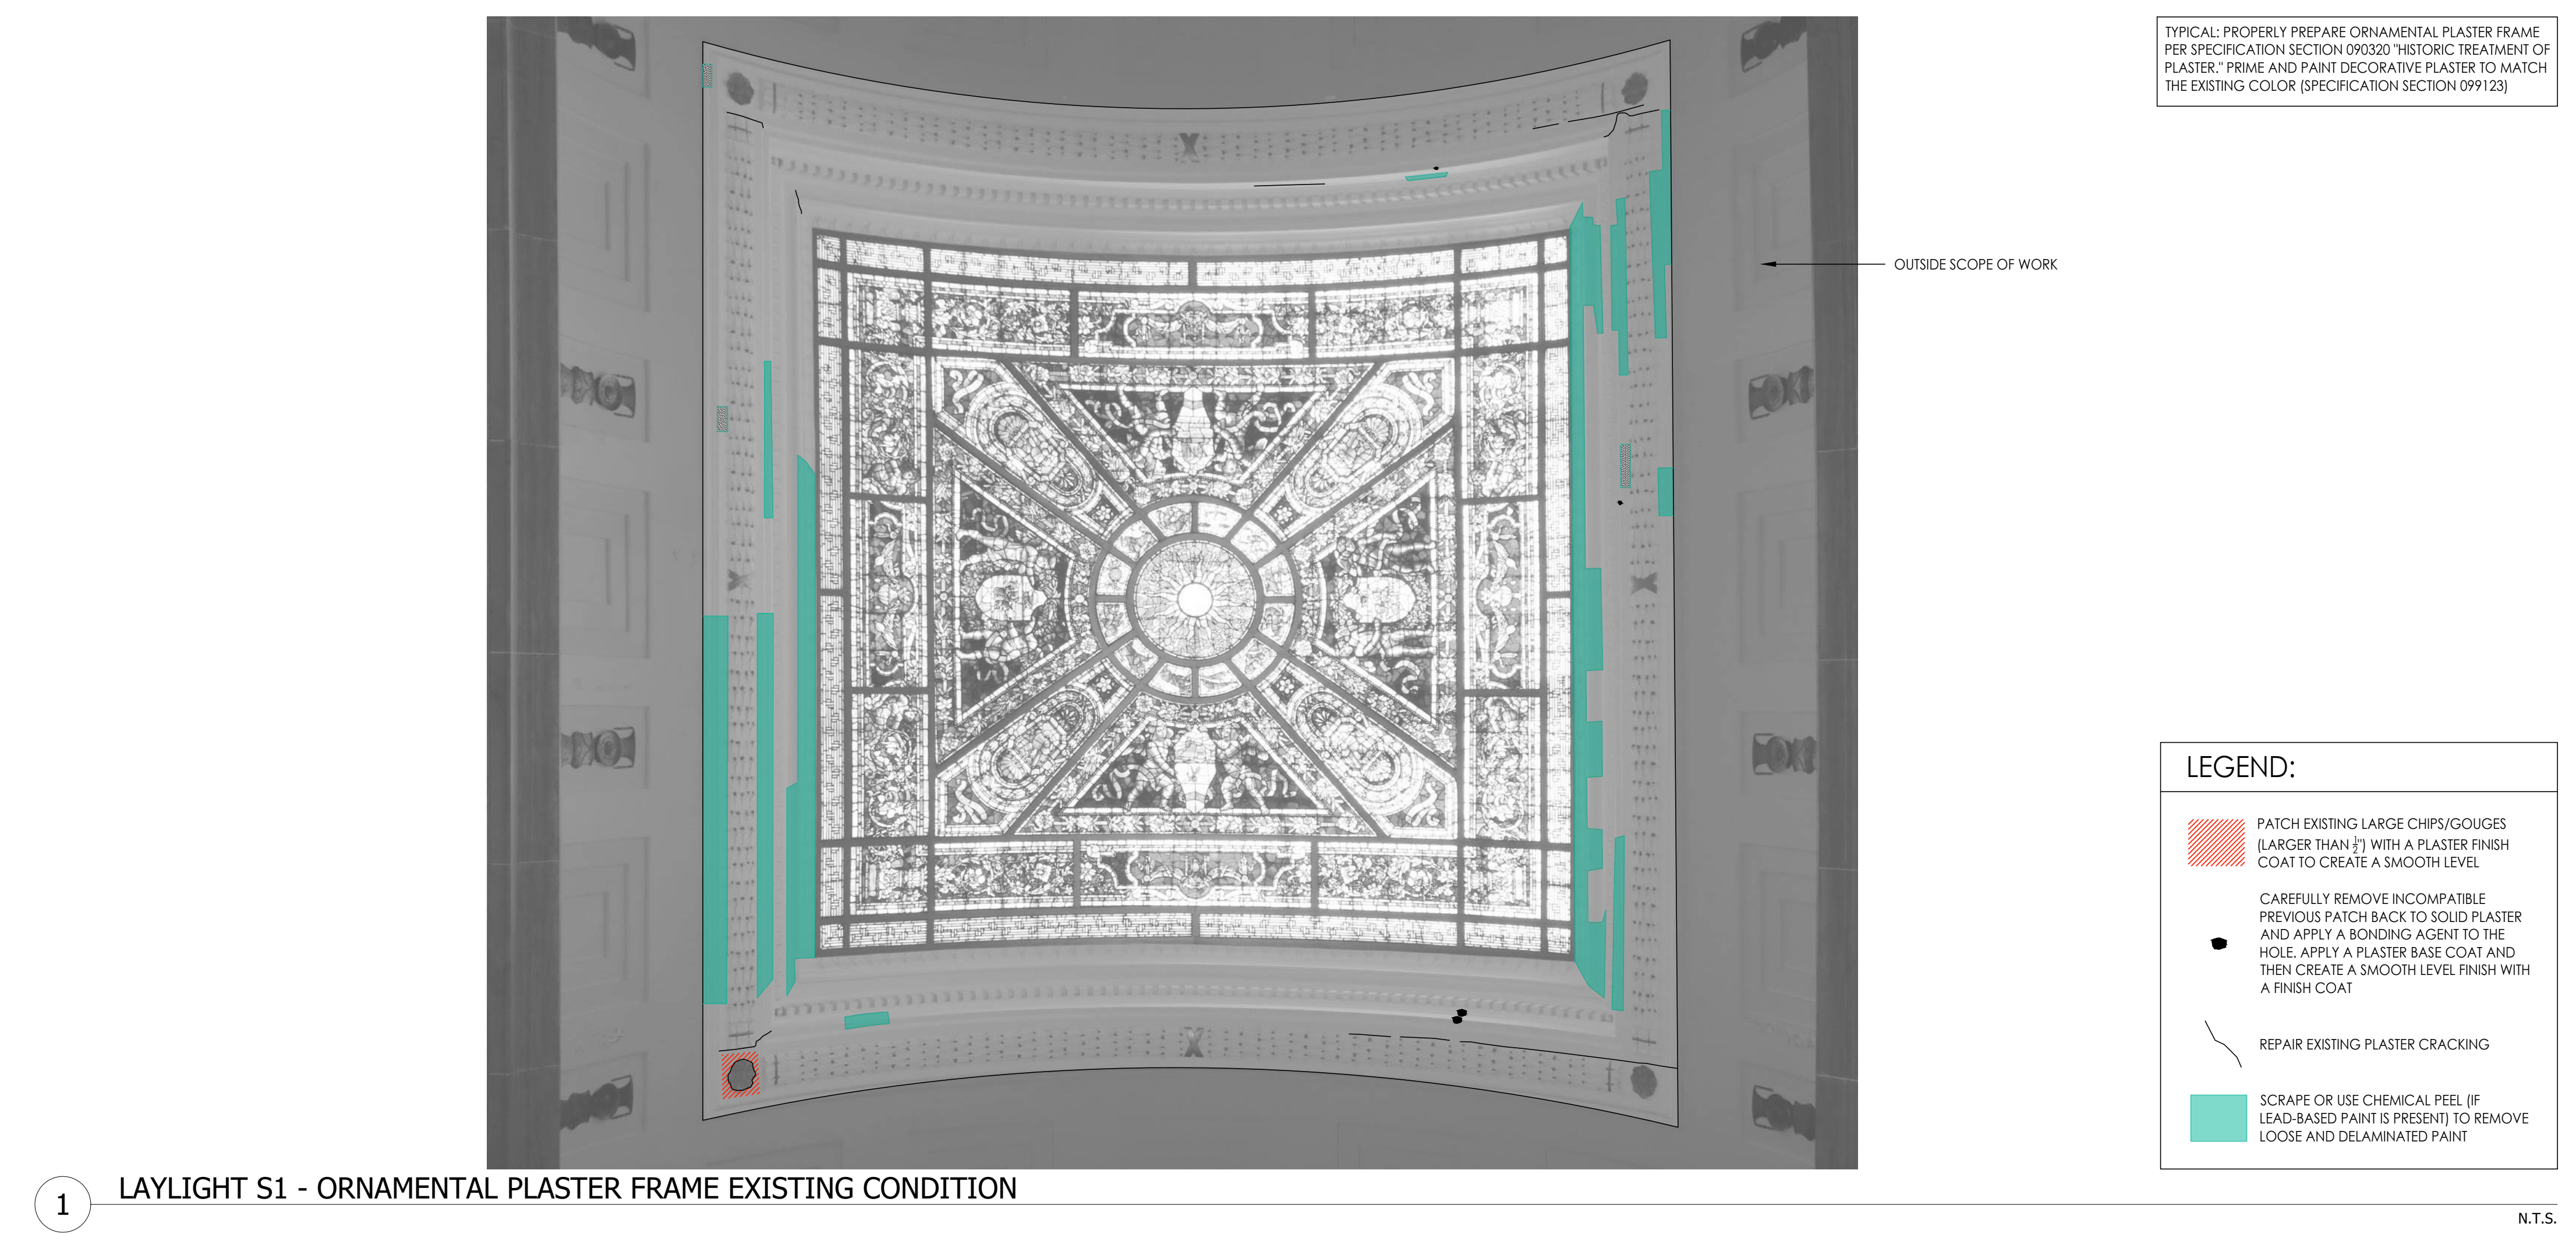 TYPICAL: PROPERLY PREPARE ORNAMENTAL PLASTER FRAME
PER SPECIFICATION SECTION 090320 "HISTORIC TREATMENT OF
PLASTER." PRIME AND PAINT DECORATIVE PLASTER TO MATCH
THE EXISTING COLOR (SPECIFICATION SECTION 099123)
OUTSIDE SCOPE OF WORK
LEGEND:
PATCH EXISTING LARGE CHIPS/GOUGES
(LARGER THAN ½") WITH A PLASTER FINISH
COAT TO CREATE A SMOOTH LEVEL
CAREFULLY REMOVE INCOMPATIBLE
PREVIOUS PATCH BACK TO SOLID PLASTER
AND APPLY A BONDING AGENT TO THE
HOLE. APPLY A PLASTER BASE COAT AND
THEN CREATE A SMOOTH LEVEL FINISH WITH
A FINISH COAT
REPAIR EXISTING PLASTER CRACKING
SCRAPE OR USE CHEMICAL PEEL (IF
LEAD-BASED PAINT IS PRESENT) TO REMOVE
LOOSE AND DELAMINATED PAINT
1
LAYLIGHT S1 - ORNAMENTAL PLASTER FRAME EXISTING CONDITION
N.T.S.